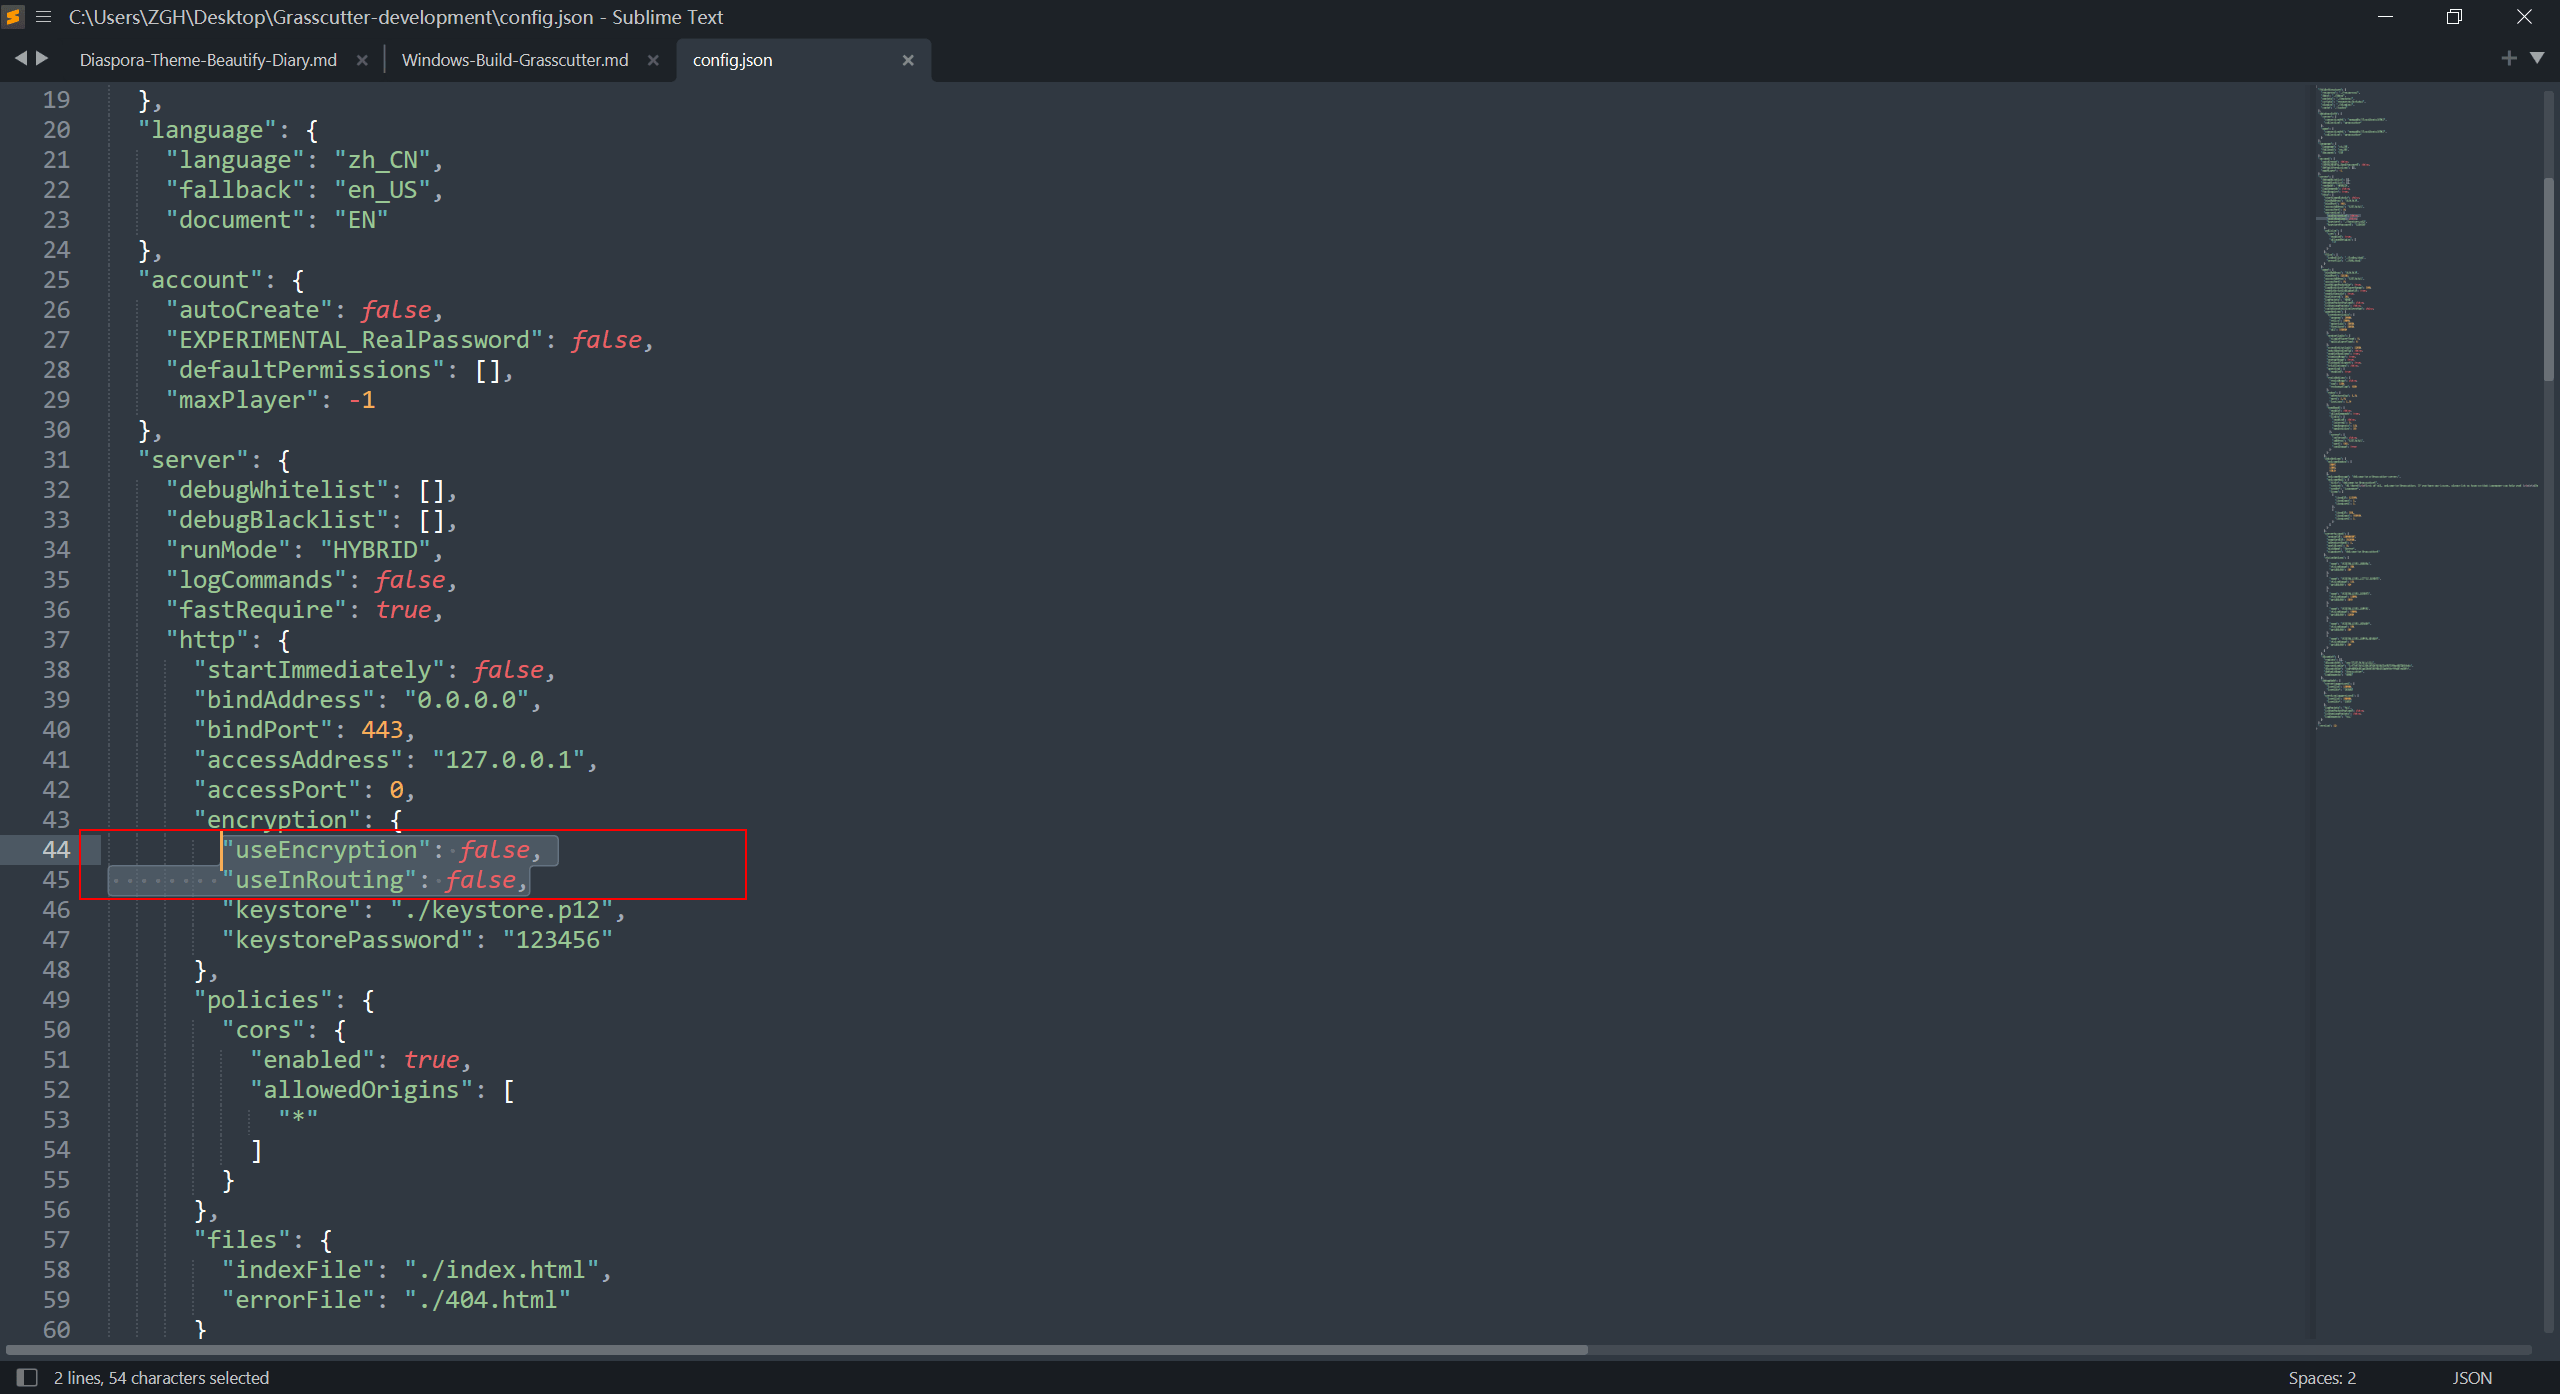 C:\Users\ZGH\Desktop\Grasscutter-development\config.json - Sublime Text
Diaspora-Theme-Beautify-Diary.md
Windows-Build-Grasscutter.md
config.json
19 },
20 "language": {
21 "language": "zh_CN",
22 "fallback": "en_US",
23 "document": "EN"
24 },
25 "account": {
26 "autoCreate": false,
27 "EXPERIMENTAL_RealPassword": false,
28 "defaultPermissions": [],
29 "maxPlayer": -1
30 },
31 "server": {
32 "debugWhitelist": [],
33 "debugBlacklist": [],
34 "runMode": "HYBRID",
35 "logCommands": false,
36 "fastRequire": true,
37 "http": {
38 "startImmediately": false,
39 "bindAddress": "0.0.0.0",
40 "bindPort": 443,
41 "accessAddress": "127.0.0.1",
42 "accessPort": 0,
43 "encryption": {
44 "useEncryption": false,
45 "useInRouting": false,
46 "keystore": "./keystore.p12",
47 "keystorePassword": "123456"
48 },
49 "policies": {
50 "cors": {
51 "enabled": true,
52 "allowedOrigins": [
53 "*"
54 ]
55 }
56 },
57 "files": {
58 "indexFile": "./index.html",
59 "errorFile": "./404.html"
60 }
2 lines, 54 characters selected
Spaces: 2
JSON